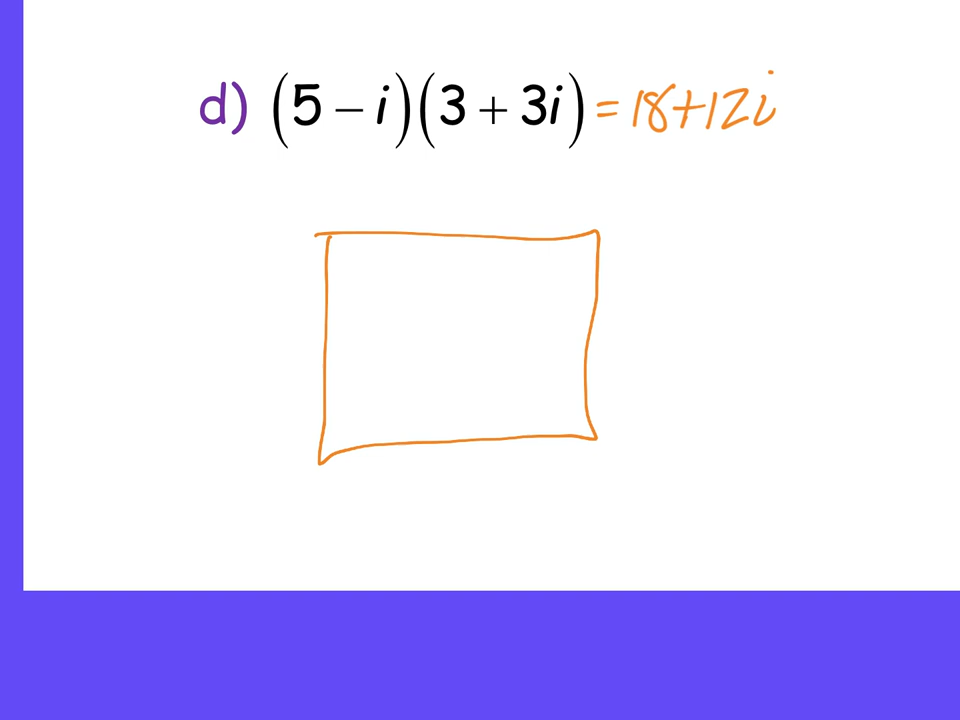 d) (5 − i)(3 + 3i) = 18+12i